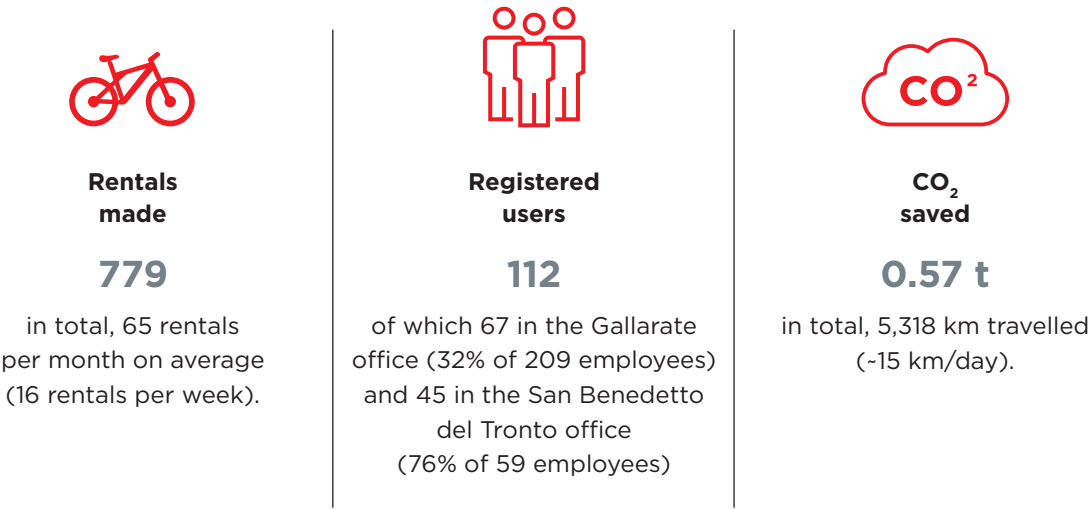 Rentals
made
779
in total, 65 rentals
per month on average
(16 rentals per week).
Registered
users
112
of which 67 in the Gallarate
office (32% of 209 employees)
and 45 in the San Benedetto
del Tronto office
(76% of 59 employees)
CO²
CO₂
saved
0.57 t
in total, 5,318 km travelled
(~15 km/day).